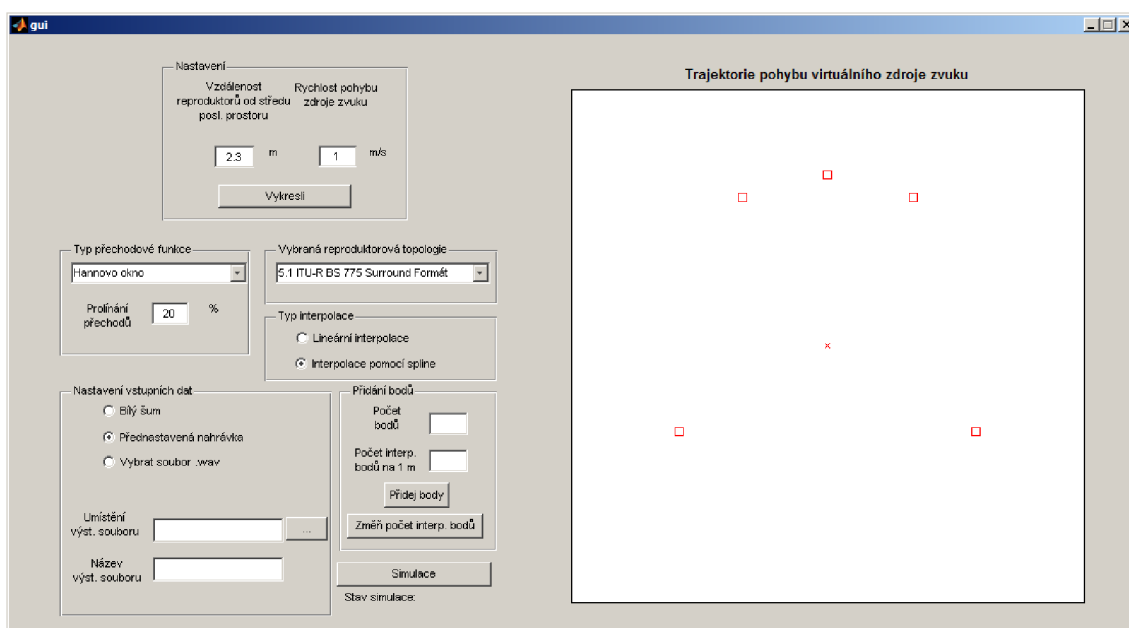 gui
Nastavení
Vzdálenost
reproduktorů od středu
posl. prostoru
Rychlost pohybu
zdroje zvuku
2.3 m
1 m/s
Vykresli
Typ přechodové funkce
Hannovo okno
Prolínání
přechodů
20 %
Vybraná reproduktorová topologie
5.1 ITU-R BS 775 Surround Formát
Typ interpolace
Lineární interpolace
Interpolace pomocí spline
Nastavení vstupních dat
Bílý šum
Přednastavená nahrávka
Vybrat soubor .wav
Umístění
výst. souboru
...
Název
výst. souboru
Přidání bodů
Počet
bodů
Počet interp.
bodů na 1 m
Přidej body
Změň počet interp. bodů
Simulace
Stav simulace:
Trajektorie pohybu virtuálního zdroje zvuku